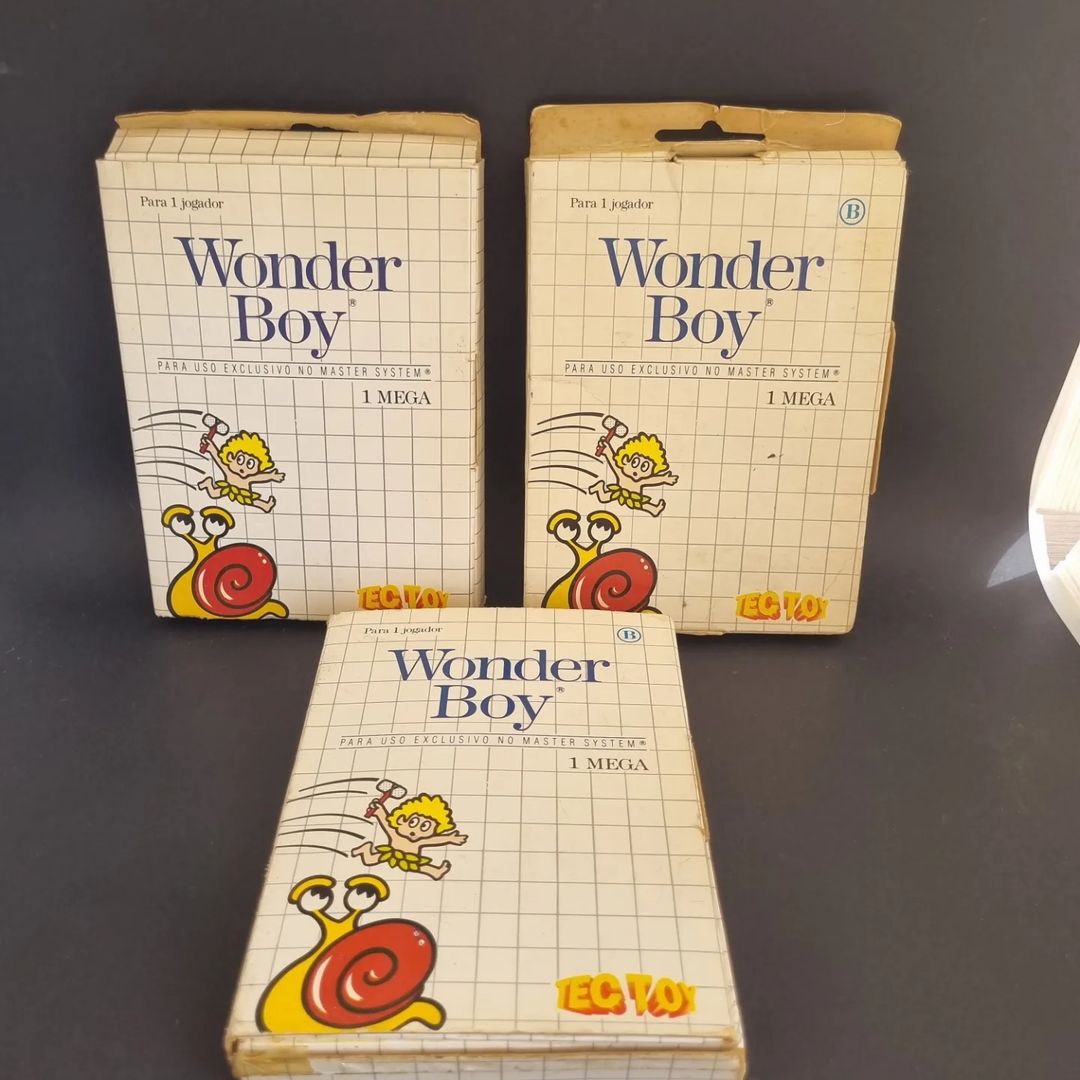 Para 1 jogador
Wonder
Boy®
PARA USO EXCLUSIVO NO MASTER SYSTEM®
1 MEGA
TEC TOY
Para 1 jogador
B
Wonder
Boy®
PARA USO EXCLUSIVO NO MASTER SYSTEM®
1 MEGA
TEC TOY
Para 1 jogador
B
Wonder
Boy®
PARA USO EXCLUSIVO NO MASTER SYSTEM®
1 MEGA
TEC TOY